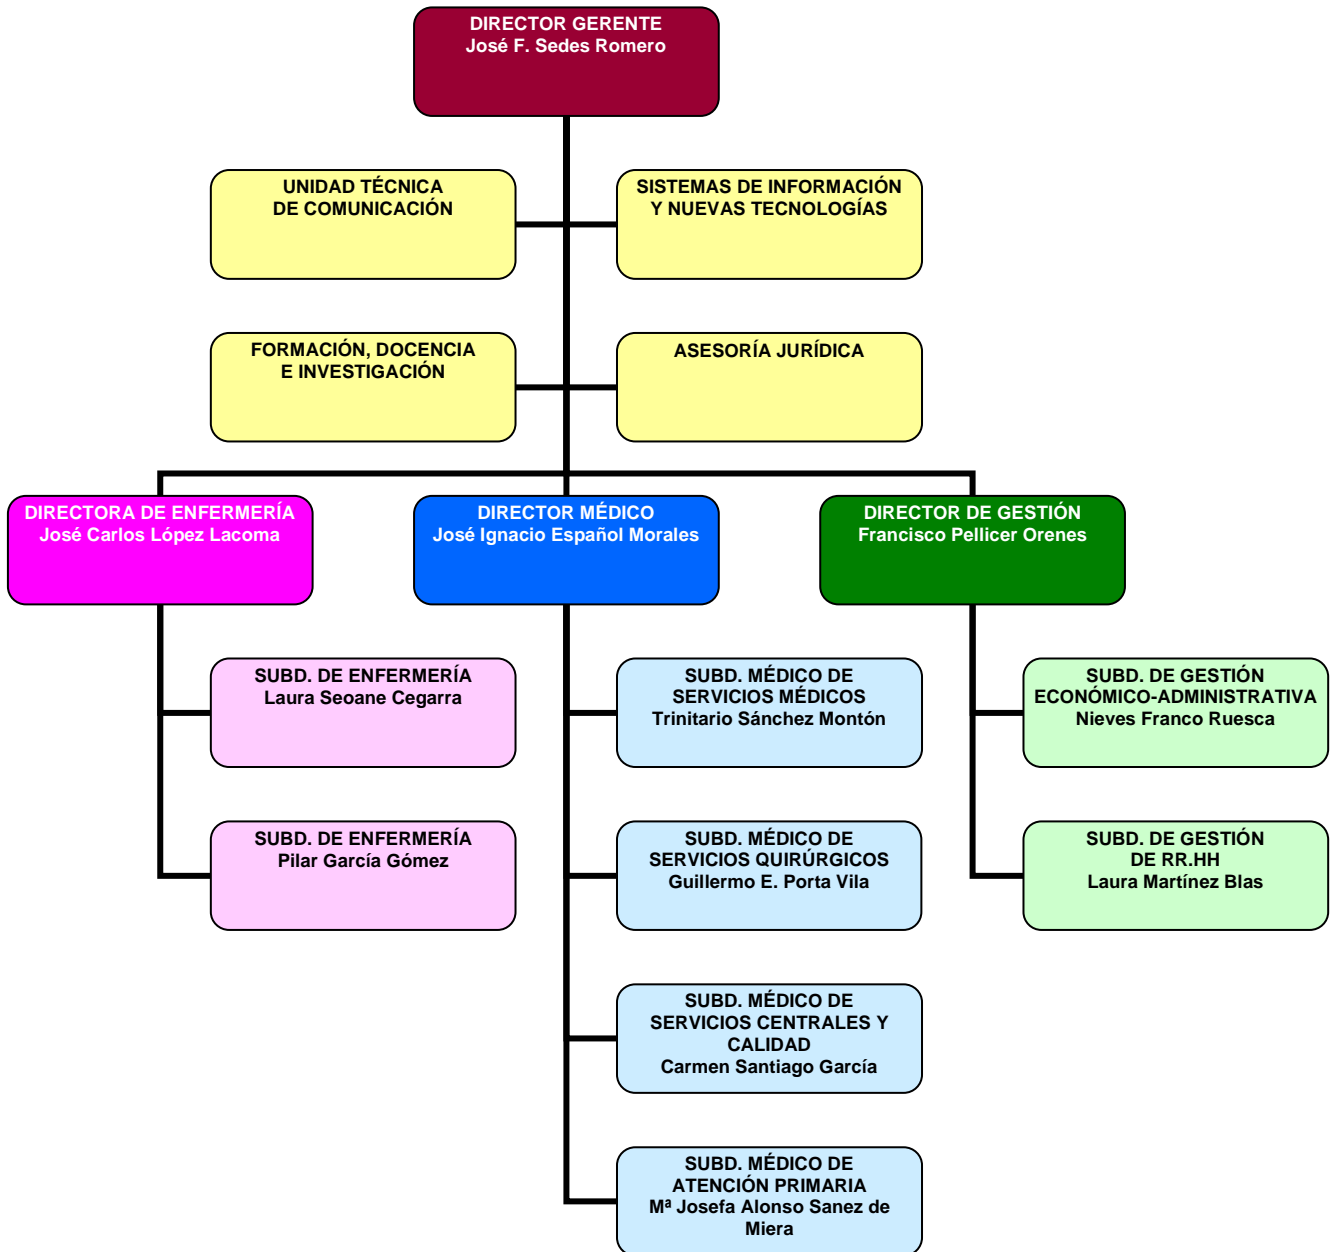 DIRECTOR GERENTE
José F. Sedes Romero
UNIDAD TÉCNICA
DE COMUNICACIÓN
SISTEMAS DE INFORMACIÓN
Y NUEVAS TECNOLOGÍAS
FORMACIÓN, DOCENCIA
E INVESTIGACIÓN
ASESORÍA JURÍDICA
DIRECTORA DE ENFERMERÍA
José Carlos López Lacoma
DIRECTOR MÉDICO
José Ignacio Español Morales
DIRECTOR DE GESTIÓN
Francisco Pellicer Orenes
SUBD. DE ENFERMERÍA
Laura Seoane Cegarra
SUBD. MÉDICO DE
SERVICIOS MÉDICOS
Trinitario Sánchez Montón
SUBD. DE GESTIÓN
ECONÓMICO-ADMINISTRATIVA
Nieves Franco Ruesca
SUBD. DE ENFERMERÍA
Pilar García Gómez
SUBD. MÉDICO DE
SERVICIOS QUIRÚRGICOS
Guillermo E. Porta Vila
SUBD. DE GESTIÓN
DE RR.HH
Laura Martínez Blas
SUBD. MÉDICO DE
SERVICIOS CENTRALES Y
CALIDAD
Carmen Santiago García
SUBD. MÉDICO DE
ATENCIÓN PRIMARIA
Mª Josefa Alonso Sanez de
Miera